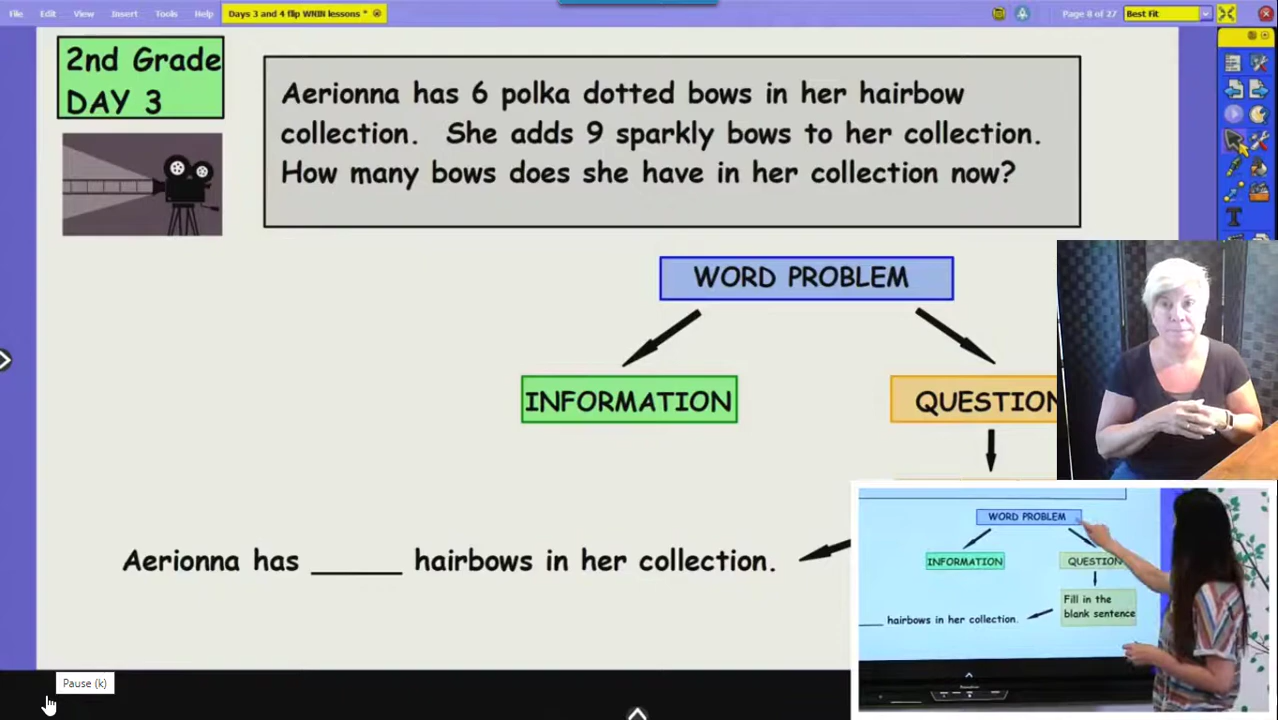 File Edit View Insert Tools Help Days 3 and 4 flip WNIN lessons * Page 8 of 27 Best Fit
2nd Grade
DAY 3
Aerionna has 6 polka dotted bows in her hairbow
collection. She adds 9 sparkly bows to her collection.
How many bows does she have in her collection now?
WORD PROBLEM
INFORMATION
QUESTION
Aerionna has _____ hairbows in her collection.
WORD PROBLEM
INFORMATION
QUESTION
Fill in the
blank sentence
____ hairbows in her collection.
Pause (k)